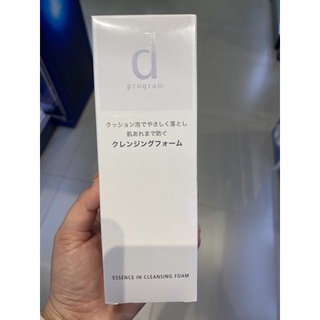 d
program
クッション泡でやさしく落とし
肌あれまで防ぐ
クレンジングフォーム
ESSENCE IN CLEANSING FOAM